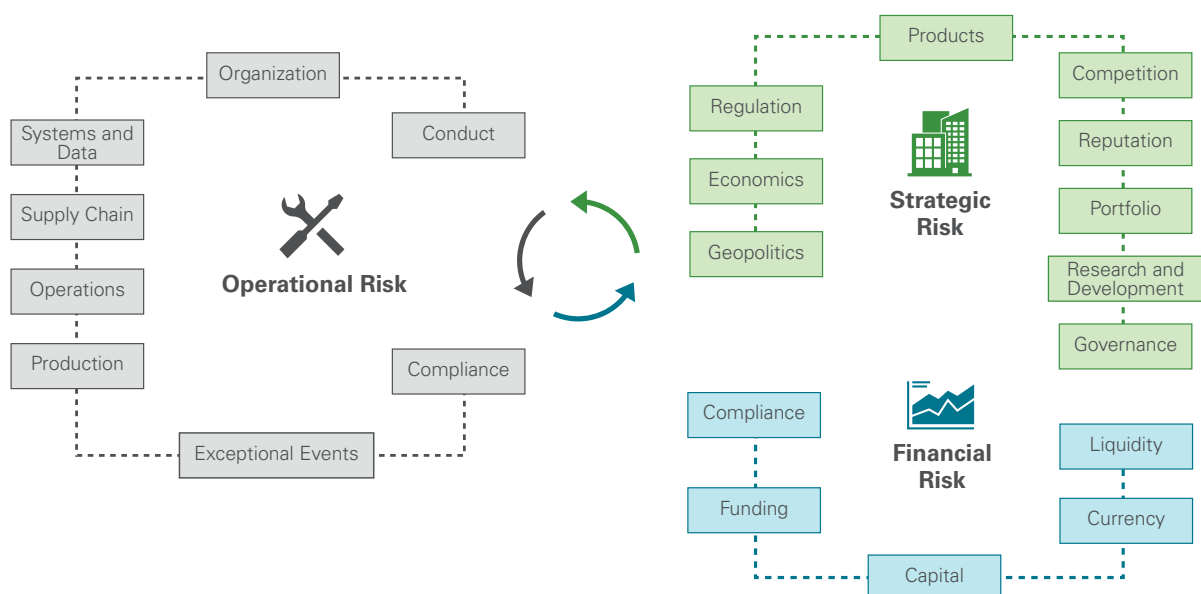 Organization
Conduct
Systems and
Data
Supply Chain
Operations
Production
Operational Risk
Compliance
Exceptional Events
Products
Regulation
Economics
Geopolitics
Strategic
Risk
Competition
Reputation
Portfolio
Research and
Development
Governance
Compliance
Funding
Financial
Risk
Liquidity
Currency
Capital